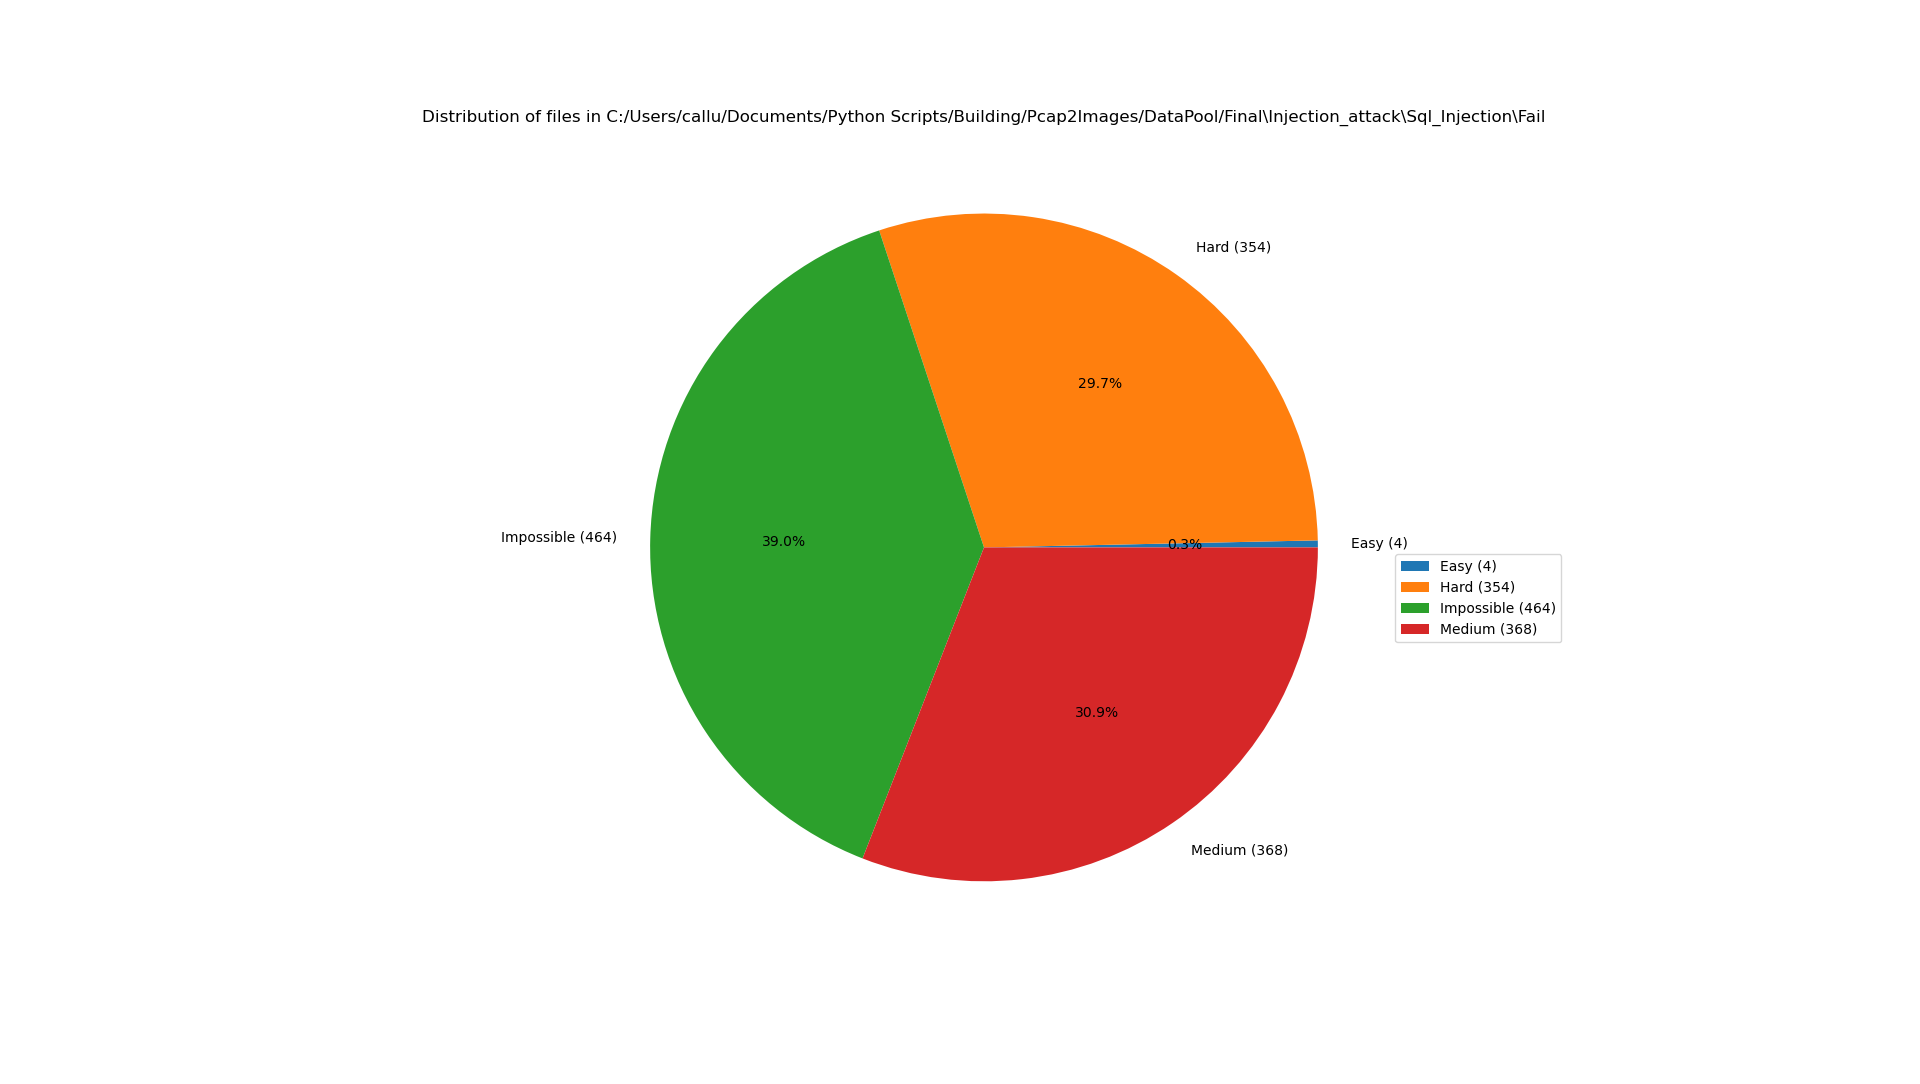 Distribution of files in C:/Users/callu/Documents/Python Scripts/Building/Pcap2Images/DataPool/Final\Injection_attack\Sql_Injection\Fail
Hard (354)
29.7%
Impossible (464)
39.0%
0.3%
Easy (4)
Easy (4)
Hard (354)
Impossible (464)
Medium (368)
30.9%
Medium (368)